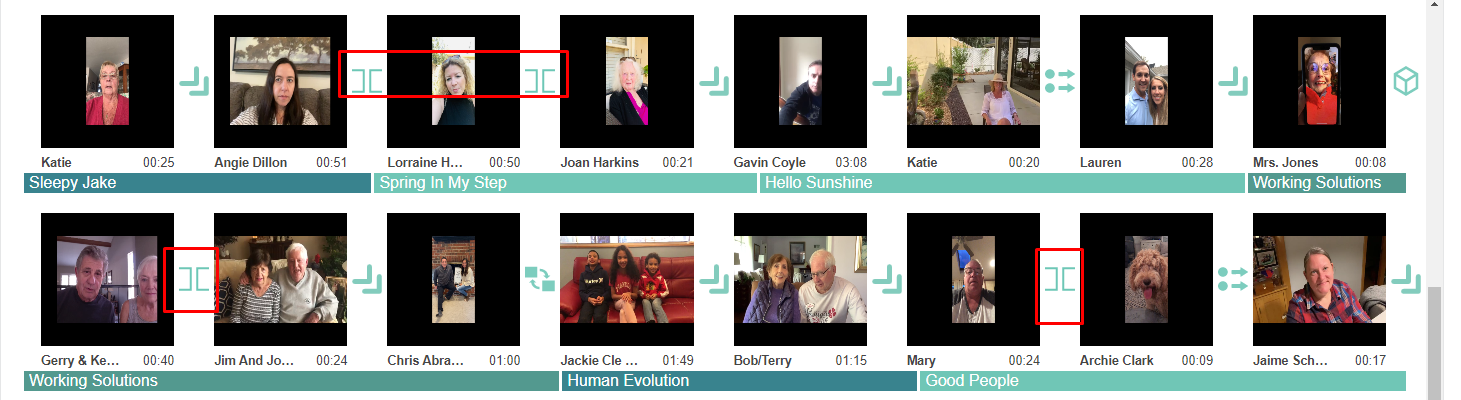 Katie 00:25 Angie Dillon 00:51 Lorraine H... 00:50 Joan Harkins 00:21 Gavin Coyle 03:08 Katie 00:20 Lauren 00:28 Mrs. Jones 00:08
Sleepy Jake Spring In My Step Hello Sunshine Working Solutions
Gerry & Ke... 00:40 Jim And Jo... 00:24 Chris Abra... 01:00 Jackie Cle ... 01:49 Bob/Terry 01:15 Mary 00:24 Archie Clark 00:09 Jaime Sch... 00:17
Working Solutions Human Evolution Good People